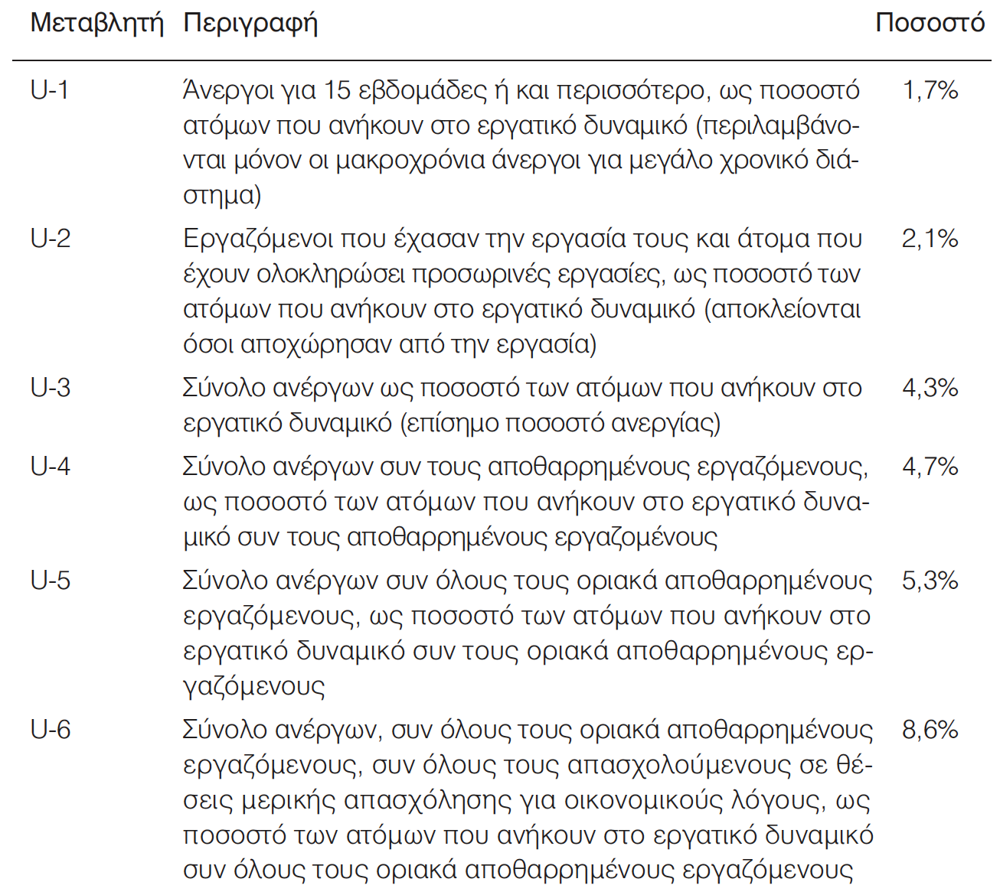 Μεταβλητή Περιγραφή Ποσοστό
U-1 Άνεργοι για 15 εβδομάδες ή και περισσότερο, ως ποσοστό 1,7%
ατόμων που ανήκουν στο εργατικό δυναμικό (περιλαμβάνο-
νται μόνον οι μακροχρόνια άνεργοι για μεγάλο χρονικό διά-
στημα)
U-2 Εργαζόμενοι που έχασαν την εργασία τους και άτομα που 2,1%
έχουν ολοκληρώσει προσωρινές εργασίες, ως ποσοστό των
ατόμων που ανήκουν στο εργατικό δυναμικό (αποκλείονται
όσοι αποχώρησαν από την εργασία)
U-3 Σύνολο ανέργων ως ποσοστό των ατόμων που ανήκουν στο 4,3%
εργατικό δυναμικό (επίσημο ποσοστό ανεργίας)
U-4 Σύνολο ανέργων συν τους αποθαρρημένους εργαζόμενους, 4,7%
ως ποσοστό των ατόμων που ανήκουν στο εργατικό δυνα-
μικό συν τους αποθαρρημένους εργαζομένους
U-5 Σύνολο ανέργων συν όλους τους οριακά αποθαρρημένους 5,3%
εργαζόμενους, ως ποσοστό των ατόμων που ανήκουν στο
εργατικό δυναμικό συν τους οριακά αποθαρρημένους ερ-
γαζόμενους
U-6 Σύνολο ανέργων, συν όλους τους οριακά αποθαρρημένους 8,6%
εργαζόμενους, συν όλους τους απασχολούμενους σε θέ-
σεις μερικής απασχόλησης για οικονομικούς λόγους, ως
ποσοστό των ατόμων που ανήκουν στο εργατικό δυναμικό
συν όλους τους οριακά αποθαρρημένους εργαζόμενους